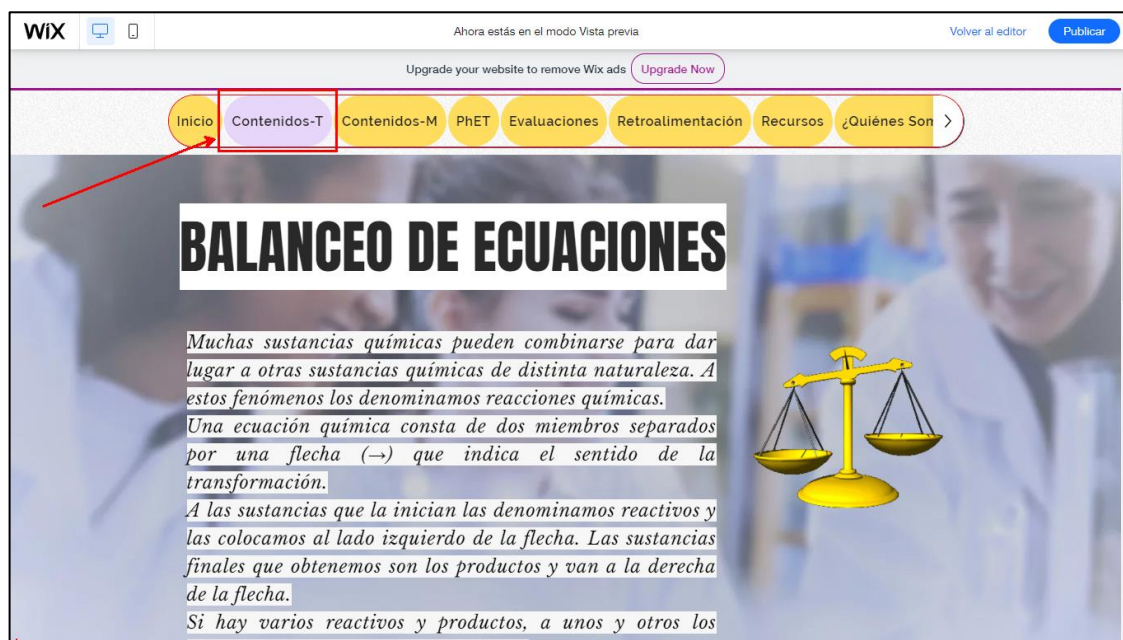 WiX Ahora estás en el modo Vista previa Volver al editor Publicar
Upgrade your website to remove Wix ads Upgrade Now
Inicio Contenidos-T Contenidos-M PhET Evaluaciones Retroalimentación Recursos ¿Quiénes Som
BALANCEO DE ECUACIONES
Muchas sustancias químicas pueden combinarse para dar
lugar a otras sustancias químicas de distinta naturaleza. A
estos fenómenos los denominamos reacciones químicas.
Una ecuación química consta de dos miembros separados
por una flecha (→) que indica el sentido de la
transformación.
A las sustancias que la inician las denominamos reactivos y
las colocamos al lado izquierdo de la flecha. Las sustancias
finales que obtenemos son los productos y van a la derecha
de la flecha.
Si hay varios reactivos y productos, a unos y otros los